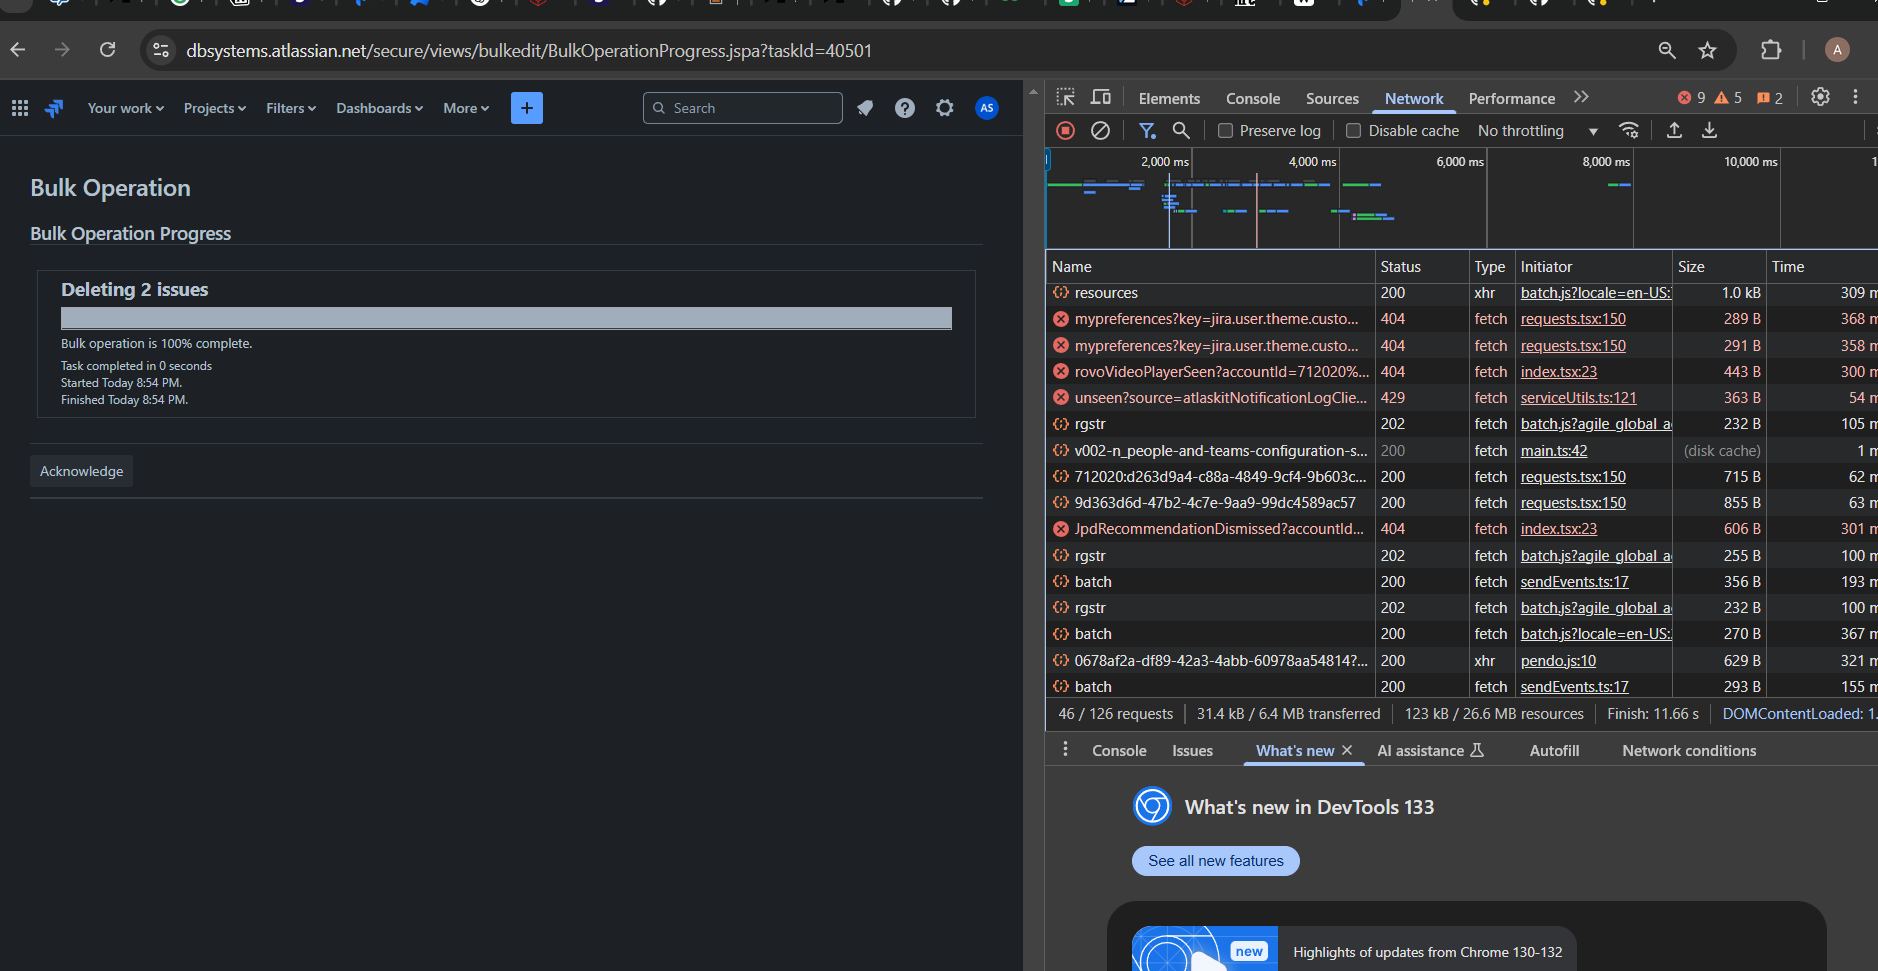 dbsystems.atlassian.net/secure/views/bulkedit/BulkOperationProgress.jspa?taskId=40501
A
Your work
Projects
Filters
Dashboards
More
+
Search
?
AS
Bulk Operation
Bulk Operation Progress
Deleting 2 issues
Bulk operation is 100% complete.
Task completed in 0 seconds
Started Today 8:54 PM.
Finished Today 8:54 PM.
Acknowledge
Elements Console Sources Network Performance 9 5 2
Preserve log Disable cache No throttling
2,000 ms 4,000 ms 6,000 ms 8,000 ms 10,000 ms
Name Status Type Initiator Size Time
resources 200 xhr batch.js?locale=en-US: 1.0 kB 309 m
mypreferences?key=jira.user.theme.custo... 404 fetch requests.tsx:150 289 B 368 m
mypreferences?key=jira.user.theme.custo... 404 fetch requests.tsx:150 291 B 358 m
rovoVideoPlayerSeen?accountId=712020%... 404 fetch index.tsx:23 443 B 300 m
unseen?source=atlaskitNotificationLogClie... 429 fetch serviceUtils.ts:121 363 B 54 m
rgstr 202 fetch batch.js?agile_global_a 232 B 105 m
v002-n_people-and-teams-configuration-s... 200 fetch main.ts:42 (disk cache) 1 m
712020:d263d9a4-c88a-4849-9cf4-9b603c... 200 fetch requests.tsx:150 715 B 62 m
9d363d6d-47b2-4c7e-9aa9-99dc4589ac57 200 fetch requests.tsx:150 855 B 63 m
JpdRecommendationDismissed?accountId... 404 fetch index.tsx:23 606 B 301 m
rgstr 202 fetch batch.js?agile_global_a 255 B 100 m
batch 200 fetch sendEvents.ts:17 356 B 193 m
rgstr 202 fetch batch.js?agile_global_a 232 B 100 m
batch 200 fetch batch.js?locale=en-US: 270 B 367 m
0678af2a-df89-42a3-4abb-60978aa54814?... 200 xhr pendo.js:10 629 B 321 m
batch 200 fetch sendEvents.ts:17 293 B 155 m
46 / 126 requests 31.4 kB / 6.4 MB transferred 123 kB / 26.6 MB resources Finish: 11.66 s DOMContentLoaded: 1.
Console Issues What's new AI assistance Autofill Network conditions
What's new in DevTools 133
See all new features
new
Highlights of updates from Chrome 130-132